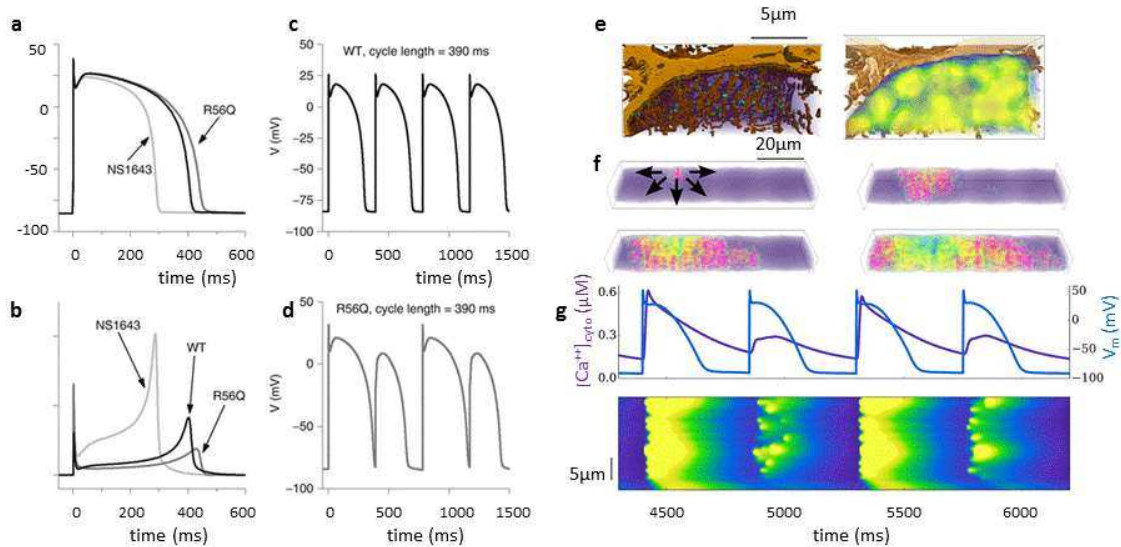 a
50
0
-50
-100
R56Q
NS1643
0 200 400 600
time (ms)
b
NS1643
WT
R56Q
0 200 400 600
time (ms)
c
WT, cycle length = 390 ms
50
25
0
−25
−50
−75
−100
V (mV)
0 500 1000 1500
time (ms)
d
R56Q, cycle length = 390 ms
50
0
−50
−100
V (mV)
0 500 1000 1500
time (ms)
e
5µm
f
20µm
g
0.6
0.3
0.0
[Ca++]cyto (µM)
50
0
−50
−100
Vm (mV)
5µm
4500 5000 5500 6000
time (ms)